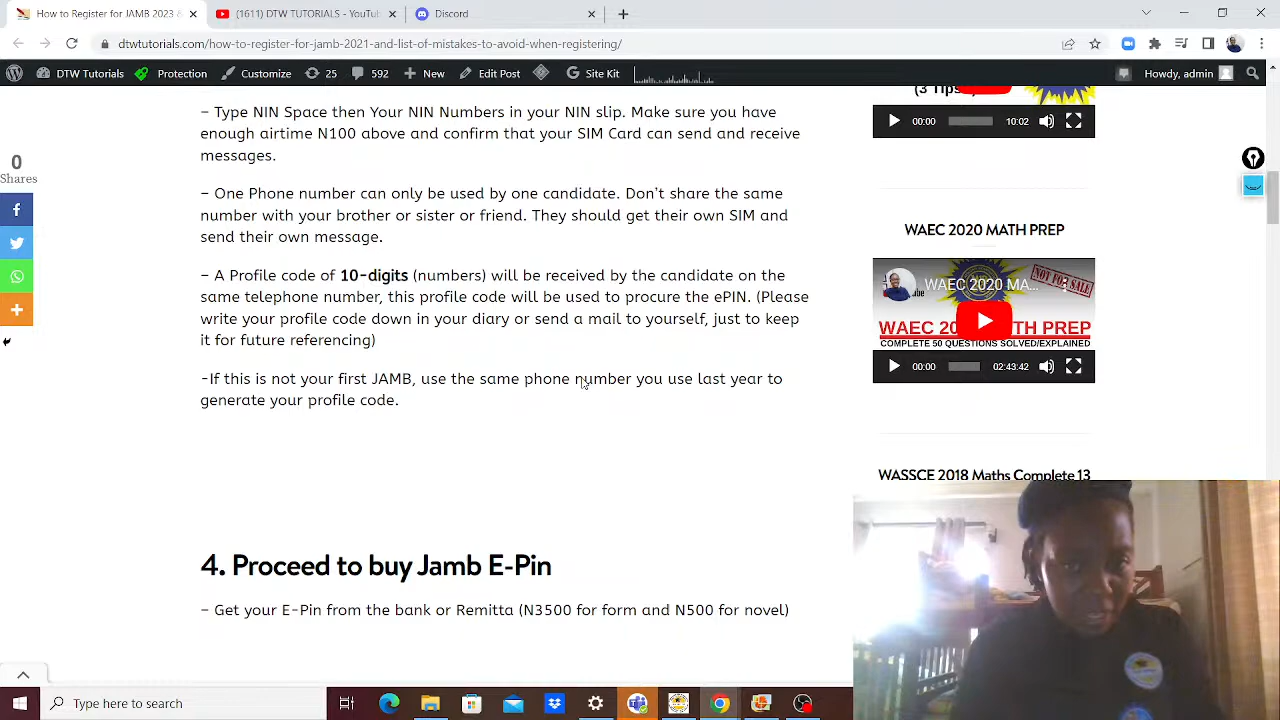 How to Register for JAMB 2023 &
(1611) DTW TUTORIALS - YouTub
Discord
dtwtutorials.com/how-to-register-for-jamb-2021-and-list-of-mistakes-to-avoid-when-registering/
DTW Tutorials
Protection
Customize
25
592
New
Edit Post
Site Kit
Howdy, admin
0
Shares
– Type NIN Space then Your NIN Numbers in your NIN slip. Make sure you have
enough airtime N100 above and confirm that your SIM Card can send and receive
messages.
– One Phone number can only be used by one candidate. Don't share the same
number with your brother or sister or friend. They should get their own SIM and
send their own message.
– A Profile code of 10-digits (numbers) will be received by the candidate on the
same telephone number, this profile code will be used to procure the ePIN. (Please
write your profile code down in your diary or send a mail to yourself, just to keep
it for future referencing)
-If this is not your first JAMB, use the same phone number you use last year to
generate your profile code.
4. Proceed to buy Jamb E-Pin
– Get your E-Pin from the bank or Remitta (N3500 for form and N500 for novel)
(3 Tips
00:00
10:02
WAEC 2020 MATH PREP
WAEC 2020 MA...
NOT FOR SALE
COMPLETE 50 QUESTIONS SOLVED/EXPLAINED
00:00
02:43:42
WASSCE 2018 Maths Complete 13
Type here to search